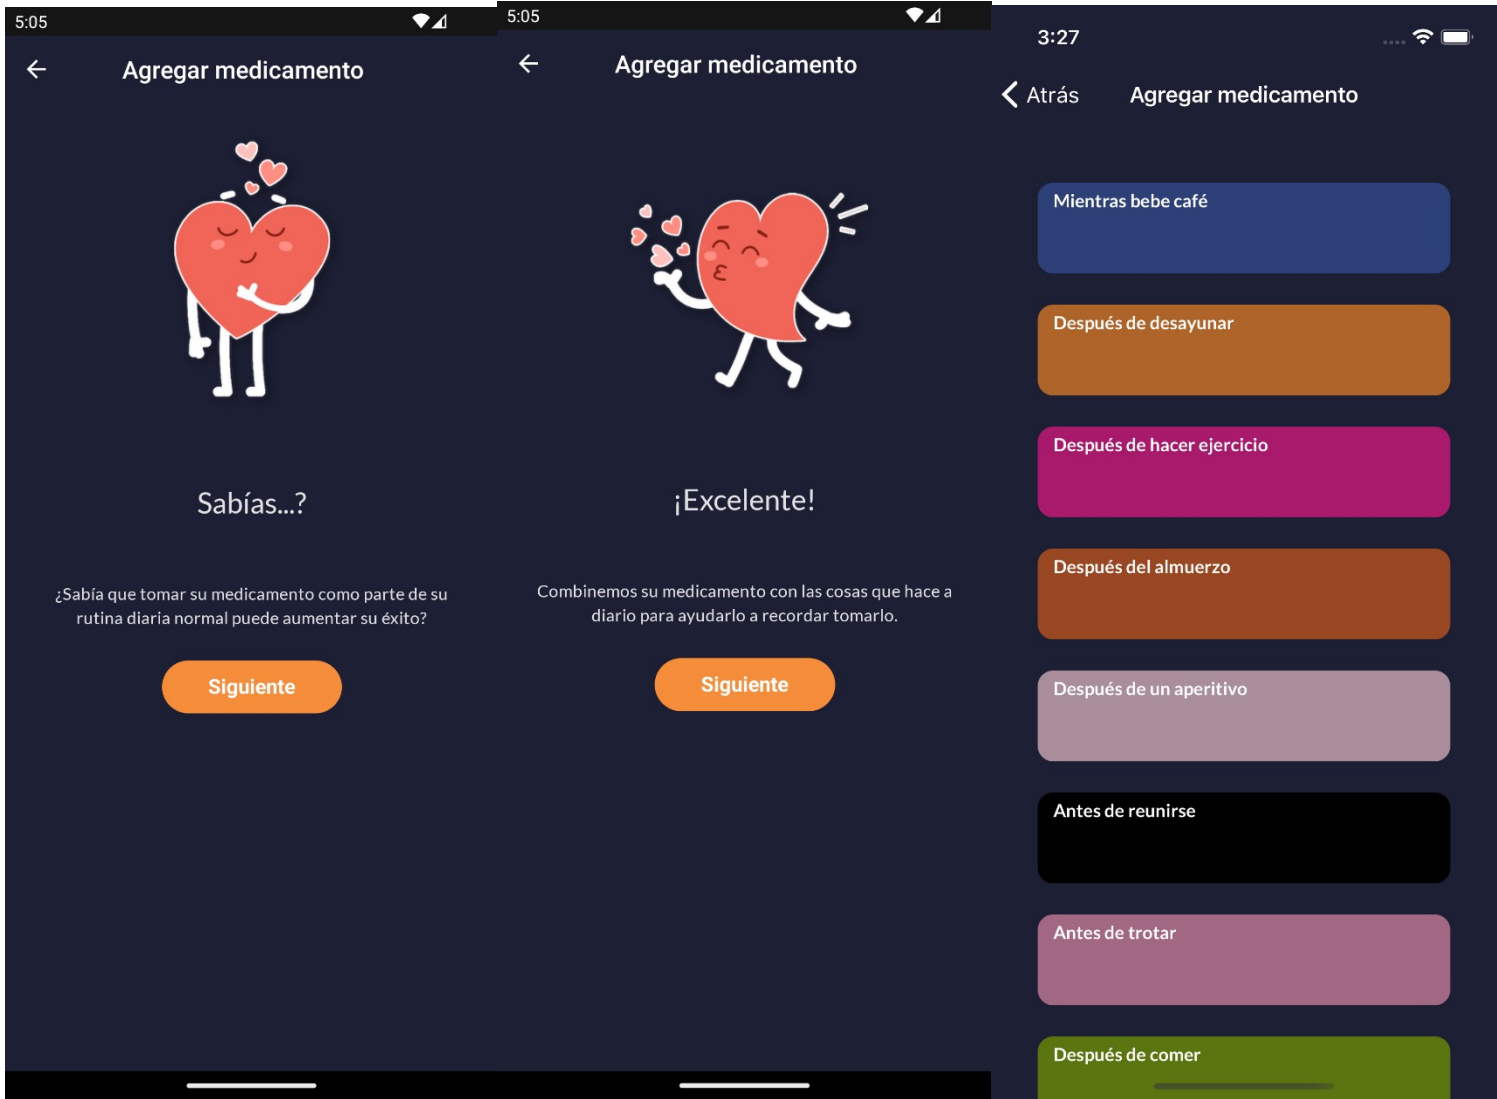 5:05
Agregar medicamento
Sabías...?
¿Sabía que tomar su medicamento como parte de su
rutina diaria normal puede aumentar su éxito?
Siguiente
5:05
Agregar medicamento
¡Excelente!
Combinemos su medicamento con las cosas que hace a
diario para ayudarlo a recordar tomarlo.
Siguiente
3:27
Atrás Agregar medicamento
Mientras bebe café
Después de desayunar
Después de hacer ejercicio
Después del almuerzo
Después de un aperitivo
Antes de reunirse
Antes de trotar
Después de comer